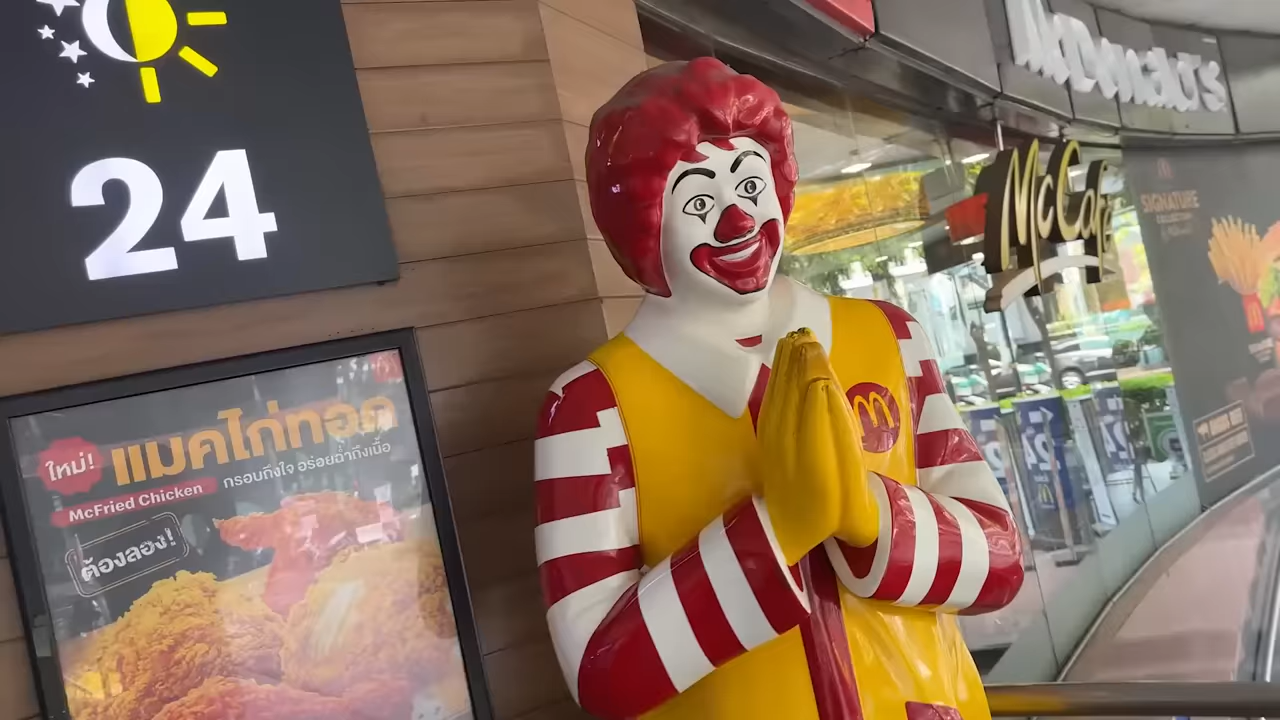 24
ใหม่!
แมคไก่ทอด
McFried Chicken
กรอบถึงใจ อร่อยฉ่ำถึงเนื้อ
ต้องลอง!
McDonald's
McCafé
SIGNATURE
COLLECTION
24